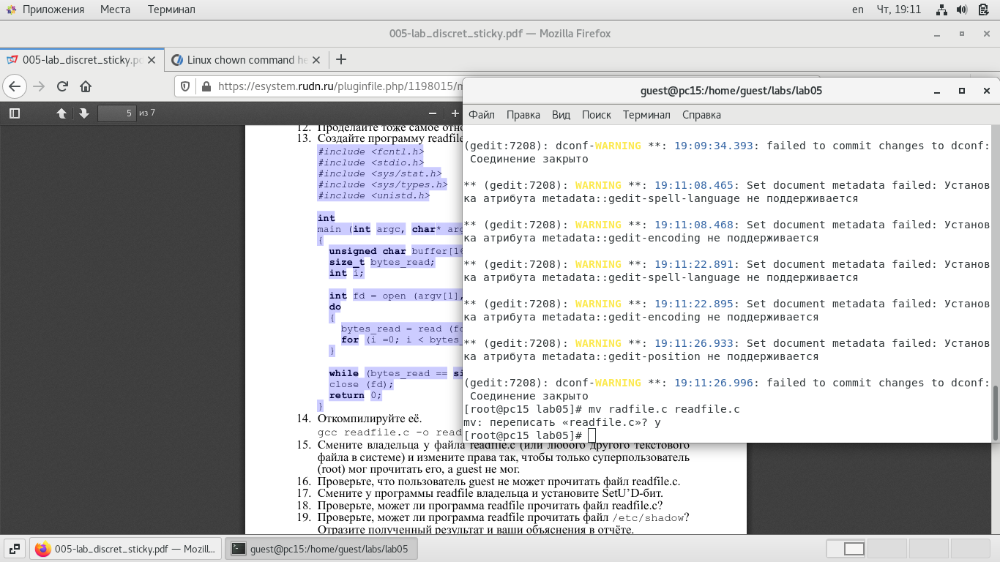 Приложения Места Терминал en Чт, 19:11
005-lab_discret_sticky.pdf — Mozilla Firefox
005-lab_discret_sticky.pd Linux chown command he
https://esystem.rudn.ru/pluginfile.php/1198015/m
5 из 7
12. Проделайте тоже самое отно
13. Создайте программу readfile
#include <fcntl.h>
#include <stdio.h>
#include <sys/stat.h>
#include <sys/types.h>
#include <unistd.h>
int
main (int argc, char* arg
{
unsigned char buffer[16
size_t bytes_read;
int i;
int fd = open (argv[1],
do
{
bytes_read = read (fd
for (i =0; i < bytes_
}
while (bytes_read == si
close (fd);
return 0;
}
14. Откомпилируйте её.
gcc readfile.c -o read
15. Смените владельца у файла readfile.c (или любого другого текстового
файла в системе) и измените права так, чтобы только суперпользователь
(root) мог прочитать его, а guest не мог.
16. Проверьте, что пользователь guest не может прочитать файл readfile.c.
17. Смените у программы readfile владельца и установите SetU’D-бит.
18. Проверьте, может ли программа readfile прочитать файл readfile.c?
19. Проверьте, может ли программа readfile прочитать файл /etc/shadow?
Отразите полученный результат и ваши объяснения в отчёте.
guest@pc15:/home/guest/labs/lab05
Файл Правка Вид Поиск Терминал Справка
(gedit:7208): dconf-WARNING **: 19:09:34.393: failed to commit changes to dconf:
Соединение закрыто
** (gedit:7208): WARNING **: 19:11:08.465: Set document metadata failed: Установ
ка атрибута metadata::gedit-spell-language не поддерживается
** (gedit:7208): WARNING **: 19:11:08.468: Set document metadata failed: Установ
ка атрибута metadata::gedit-encoding не поддерживается
** (gedit:7208): WARNING **: 19:11:22.891: Set document metadata failed: Установ
ка атрибута metadata::gedit-spell-language не поддерживается
** (gedit:7208): WARNING **: 19:11:22.895: Set document metadata failed: Установ
ка атрибута metadata::gedit-encoding не поддерживается
** (gedit:7208): WARNING **: 19:11:26.933: Set document metadata failed: Установ
ка атрибута metadata::gedit-position не поддерживается
(gedit:7208): dconf-WARNING **: 19:11:26.996: failed to commit changes to dconf:
Соединение закрыто
[root@pc15 lab05]# mv radfile.c readfile.c
mv: переписать «readfile.c»? y
[root@pc15 lab05]#
005-lab_discret_sticky.pdf — Mozill... guest@pc15:/home/guest/labs/lab05